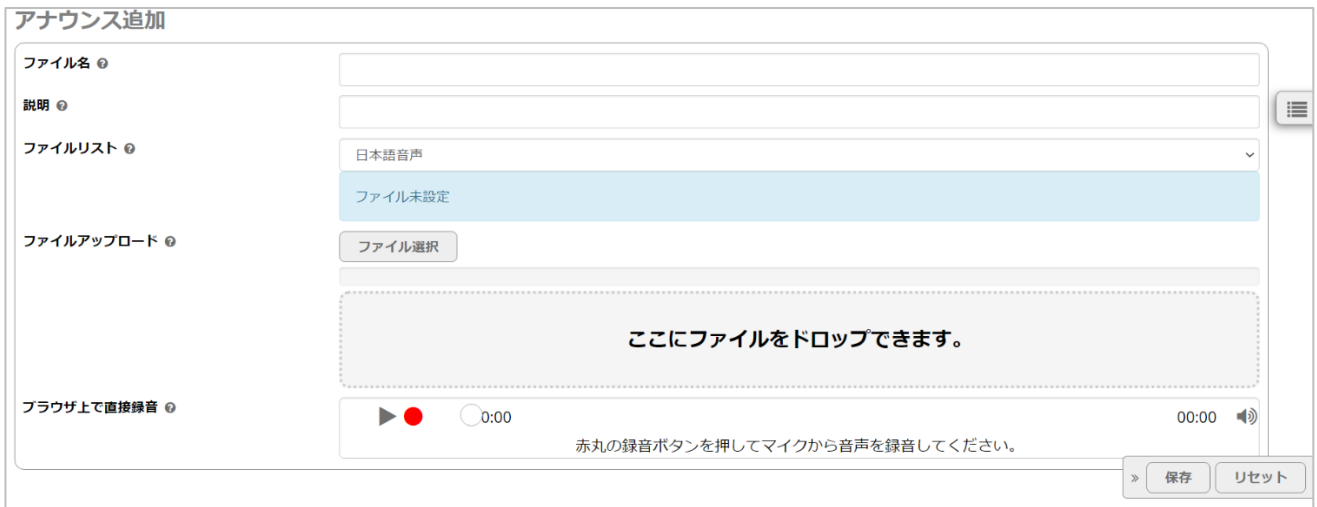 アナウンス追加
ファイル名
説明
ファイルリスト
日本語音声
ファイル未設定
ファイルアップロード
ファイル選択
ここにファイルをドロップできます。
ブラウザ上で直接録音
0:00
00:00
赤丸の録音ボタンを押してマイクから音声を録音してください。
» 保存 リセット